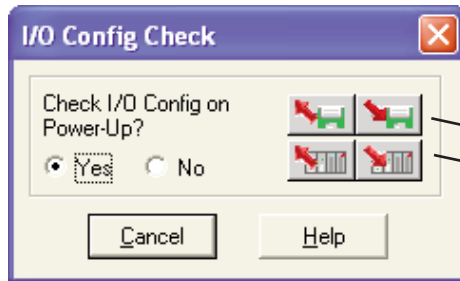 I/O Config Check
Check I/O Config on
Power-Up?
Yes No
Cancel Help